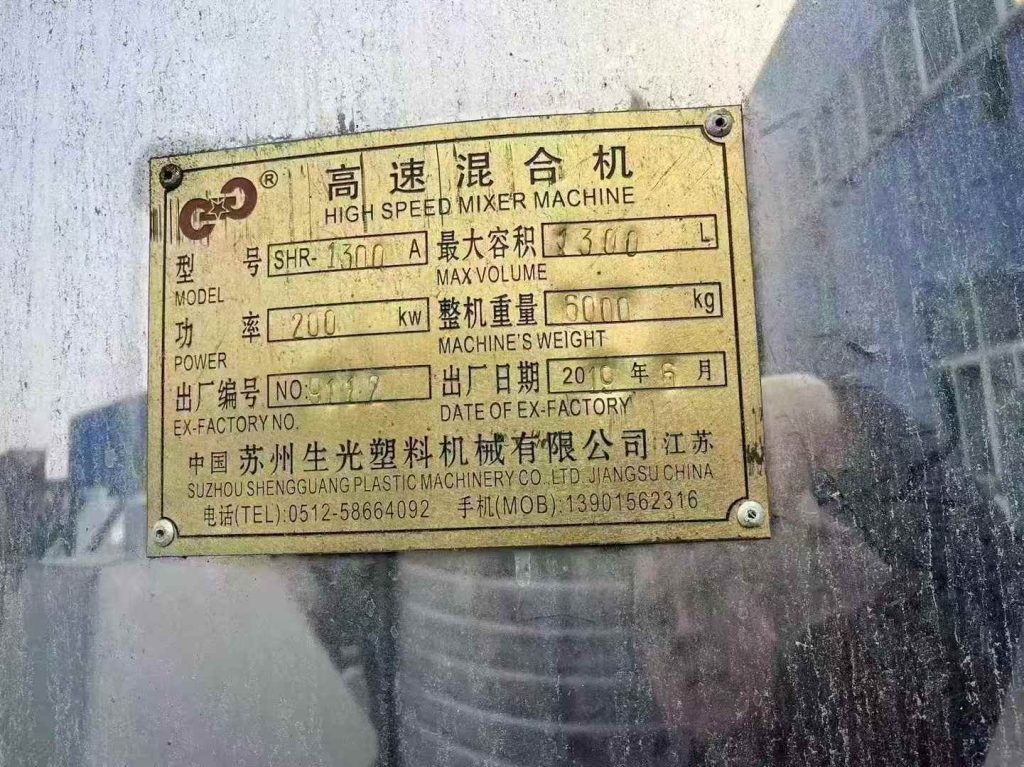 ®
高速混合机
HIGH SPEED MIXER MACHINE
型 号 SHR-1300 A 最大容积 1300 L
MODEL MAX VOLUME
功 率 200 kw 整机重量 6000 kg
POWER MACHINE'S WEIGHT
出厂编号 NO: 出厂日期 2019 年 6 月
EX-FACTORY NO. DATE OF EX-FACTORY
中国 苏州生光塑料机械有限公司 江苏
SUZHOU SHENGGUANG PLASTIC MACHINERY CO.,LTD JIANGSU CHINA
电话(TEL):0512-58664092 手机(MOB):13901562316